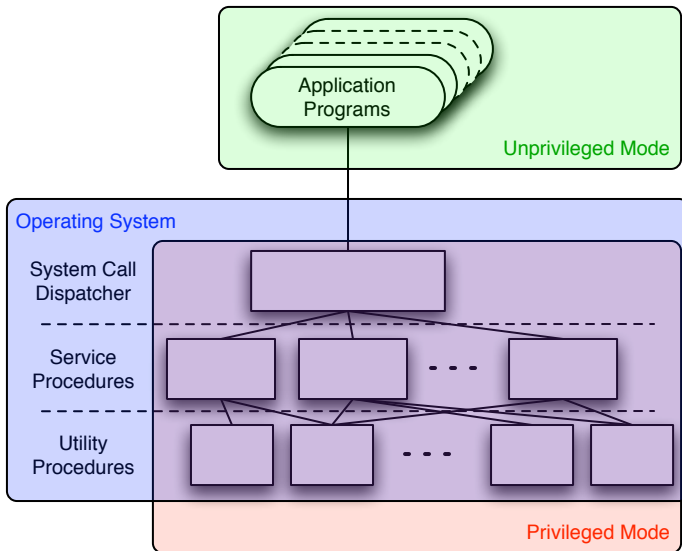 Application
Programs
Unprivileged Mode
Operating System
System Call
Dispatcher
Service
Procedures
Utility
Procedures
Privileged Mode